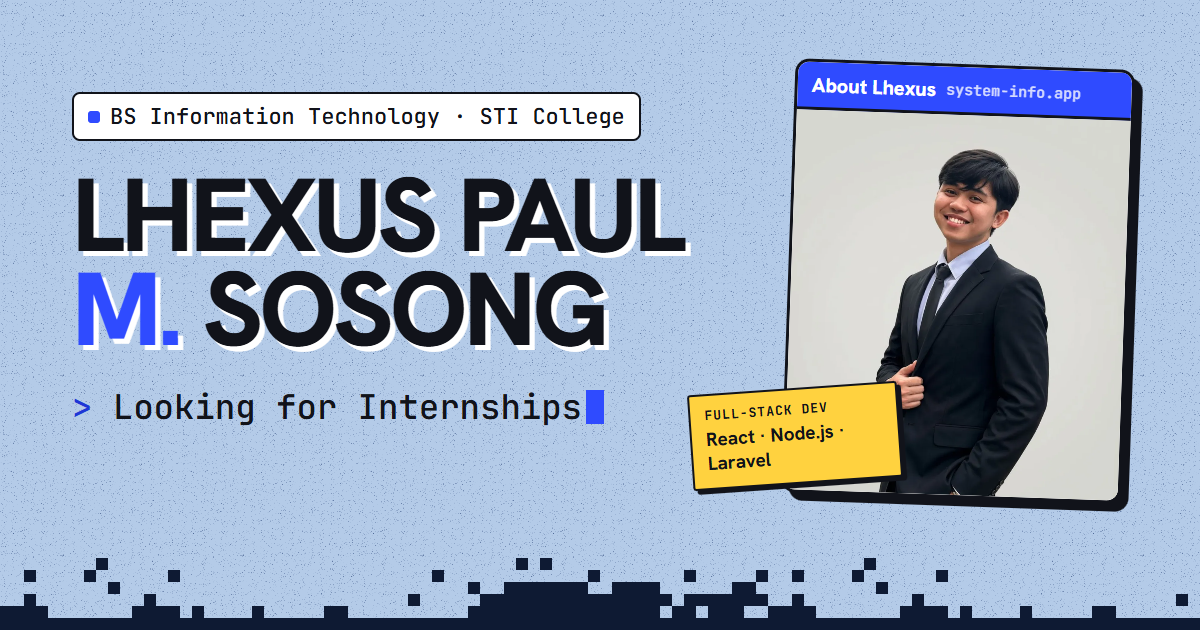 BS Information Technology · STI College
LHEXUS PAUL
M. SOSONG
> Looking for Internships
About Lhexus system-info.app
FULL-STACK DEV
React · Node.js ·
Laravel